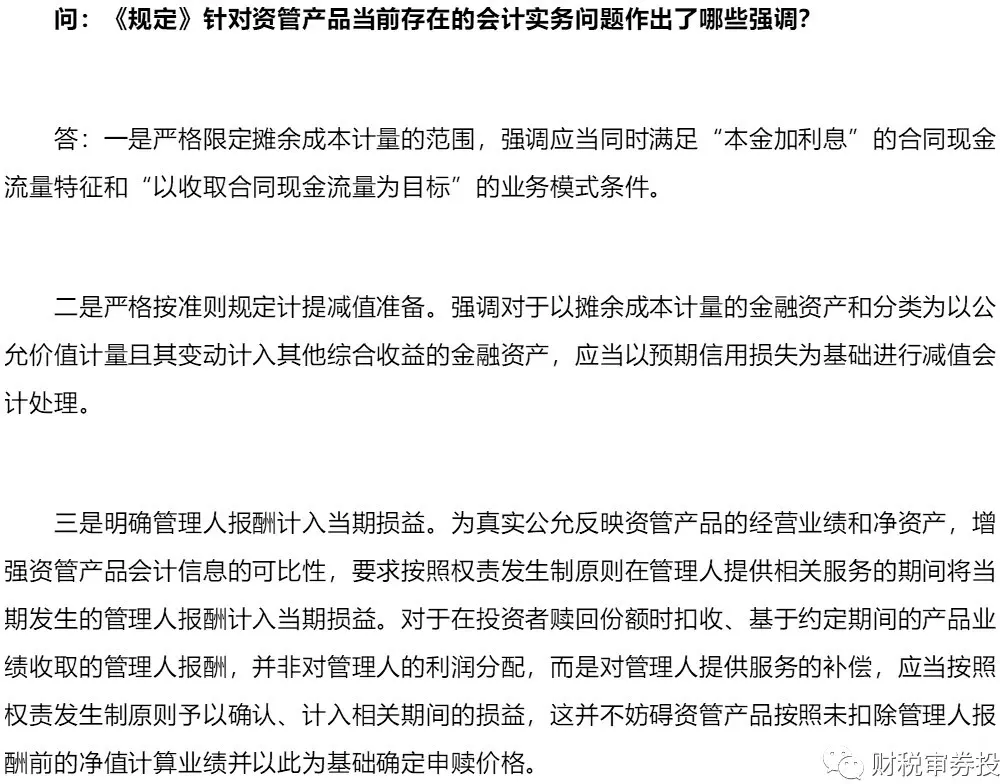 问：《规定》针对资管产品当前存在的会计实务问题作出了哪些强调？
答：一是严格限定摊余成本计量的范围，强调应当同时满足“本金加利息”的合同现金
流量特征和“以收取合同现金流量为目标”的业务模式条件。
二是严格按准则规定计提减值准备。强调对于以摊余成本计量的金融资产和分类为以公
允价值计量且其变动计入其他综合收益的金融资产，应当以预期信用损失为基础进行减值会
计处理。
三是明确管理人报酬计入当期损益。为真实公允反映资管产品的经营业绩和净资产，增
强资管产品会计信息的可比性，要求按照权责发生制原则在管理人提供相关服务的期间将当
期发生的管理人报酬计入当期损益。对于在投资者赎回份额时扣收、基于约定期间的产品业
绩收取的管理人报酬，并非对管理人的利润分配，而是对管理人提供服务的补偿，应当按照
权责发生制原则予以确认、计入相关期间的损益，这并不妨碍资管产品按照未扣除管理人报
酬前的净值计算业绩并以此为基础确定申赎价格。
财税审券投